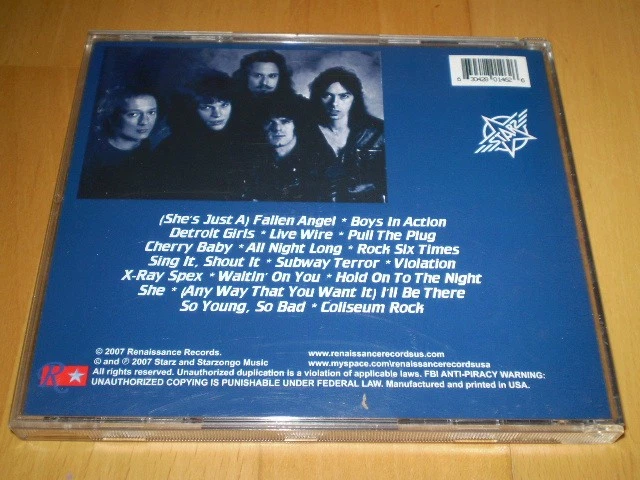 6 30428 01462 6
STARZ
(She's Just A) Fallen Angel * Boys In Action
Detroit Girls * Live Wire * Pull The Plug
Cherry Baby * All Night Long * Rock Six Times
Sing It, Shout It * Subway Terror * Violation
X-Ray Spex * Waitin' On You * Hold On To The Night
She * (Any Way That You Want It) I'll Be There
So Young, So Bad * Coliseum Rock
© 2007 Renaissance Records. www.renaissancerecordsus.com
© and ℗ 2007 Starz and Starzongo Music www.myspace.com\renaissancerecordsusa
All rights reserved. Unauthorized duplication is a violation of applicable laws. FBI ANTI-PIRACY WARNING:
UNAUTHORIZED COPYING IS PUNISHABLE UNDER FEDERAL LAW. Manufactured and printed in USA.
R